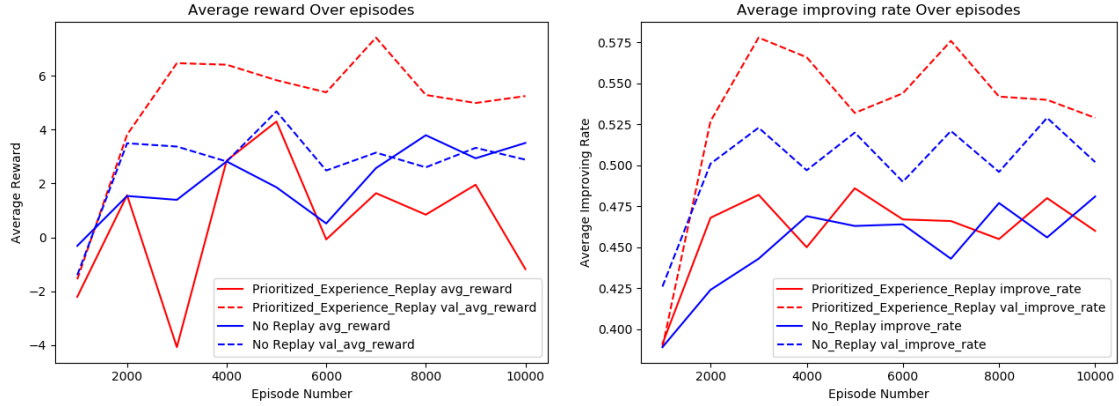 Average reward Over episodes
6
4
2
0
−2
−4
Average Reward
Prioritized_Experience_Replay avg_reward
Prioritized_Experience_Replay val_avg_reward
No Replay avg_reward
No Replay val_avg_reward
2000 4000 6000 8000 10000
Episode Number
Average improving rate Over episodes
0.575
0.550
0.525
0.500
0.475
0.450
0.425
0.400
Average Improving Rate
Prioritized_Experience_Replay improve_rate
Prioritized_Experience_Replay val_improve_rate
No_Replay improve_rate
No_Replay val_improve_rate
2000 4000 6000 8000 10000
Episode Number